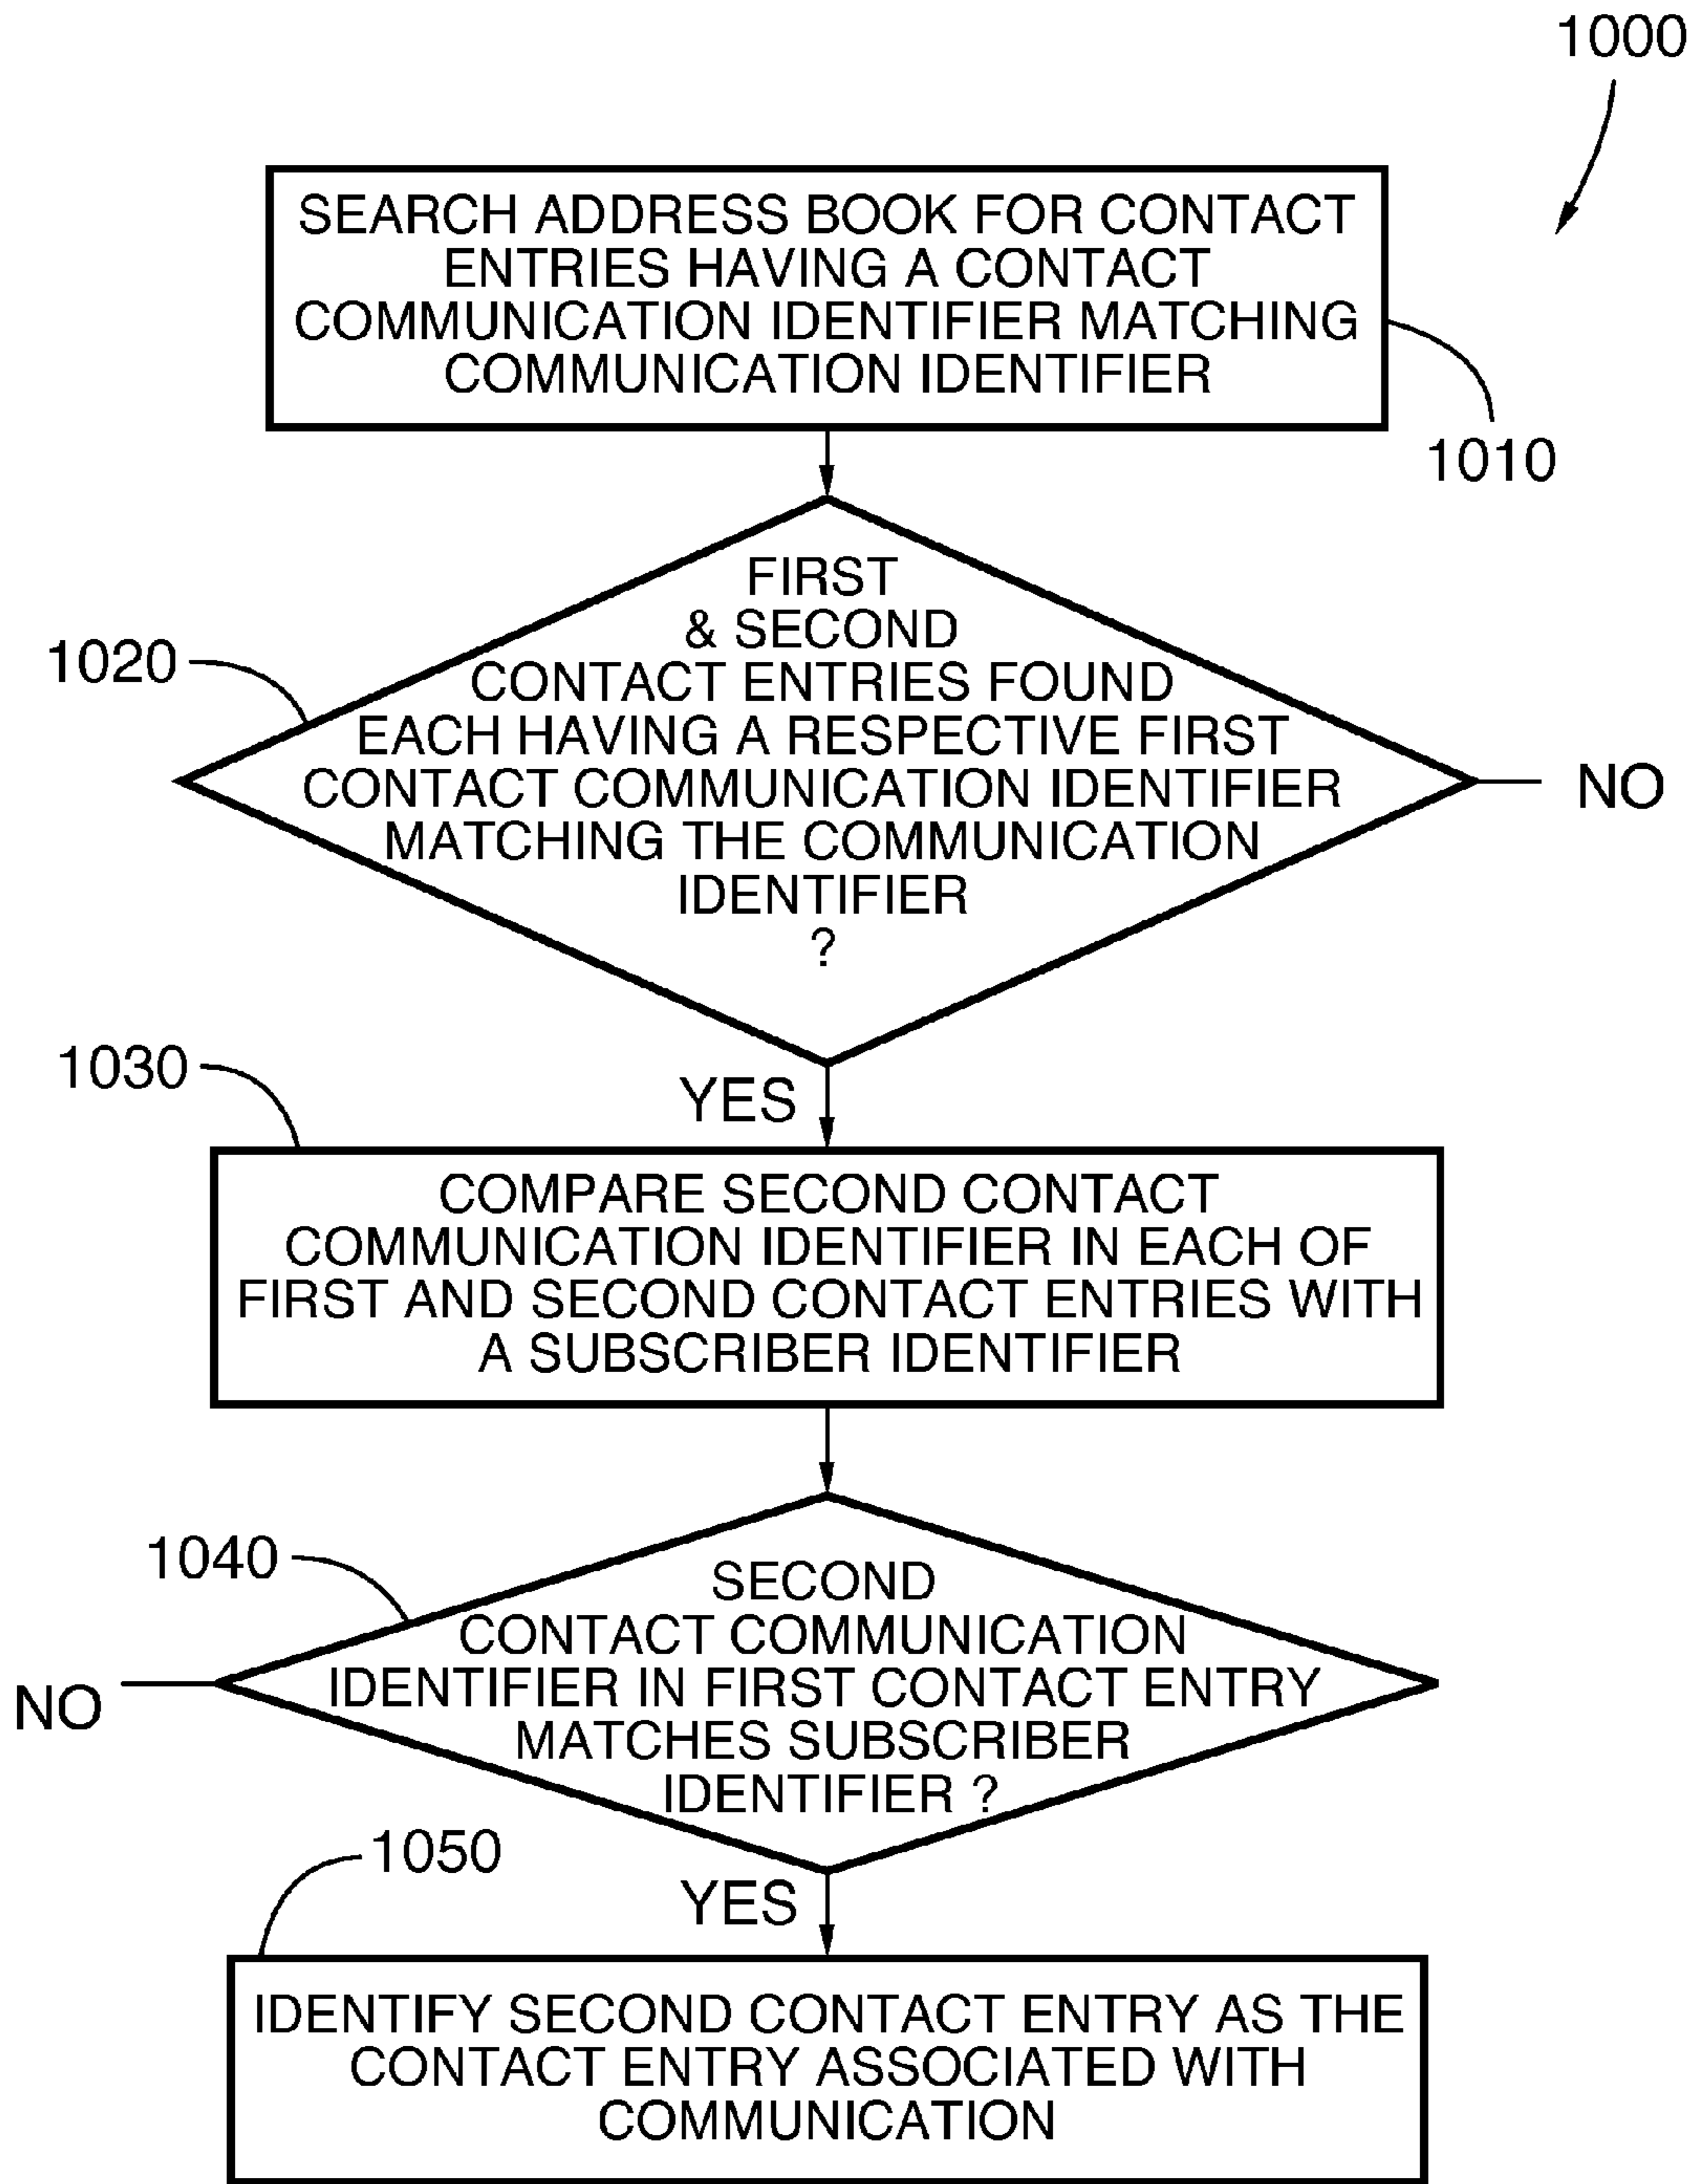 1000
SEARCH ADDRESS BOOK FOR CONTACT
ENTRIES HAVING A CONTACT
COMMUNICATION IDENTIFIER MATCHING
COMMUNICATION IDENTIFIER
1010
FIRST
& SECOND
CONTACT ENTRIES FOUND
EACH HAVING A RESPECTIVE FIRST
CONTACT COMMUNICATION IDENTIFIER
MATCHING THE COMMUNICATION
IDENTIFIER
?
1020
NO
YES
1030
COMPARE SECOND CONTACT
COMMUNICATION IDENTIFIER IN EACH OF
FIRST AND SECOND CONTACT ENTRIES WITH
A SUBSCRIBER IDENTIFIER
1040
SECOND
CONTACT COMMUNICATION
IDENTIFIER IN FIRST CONTACT ENTRY
MATCHES SUBSCRIBER
IDENTIFIER ?
NO
YES
1050
IDENTIFY SECOND CONTACT ENTRY AS THE
CONTACT ENTRY ASSOCIATED WITH
COMMUNICATION